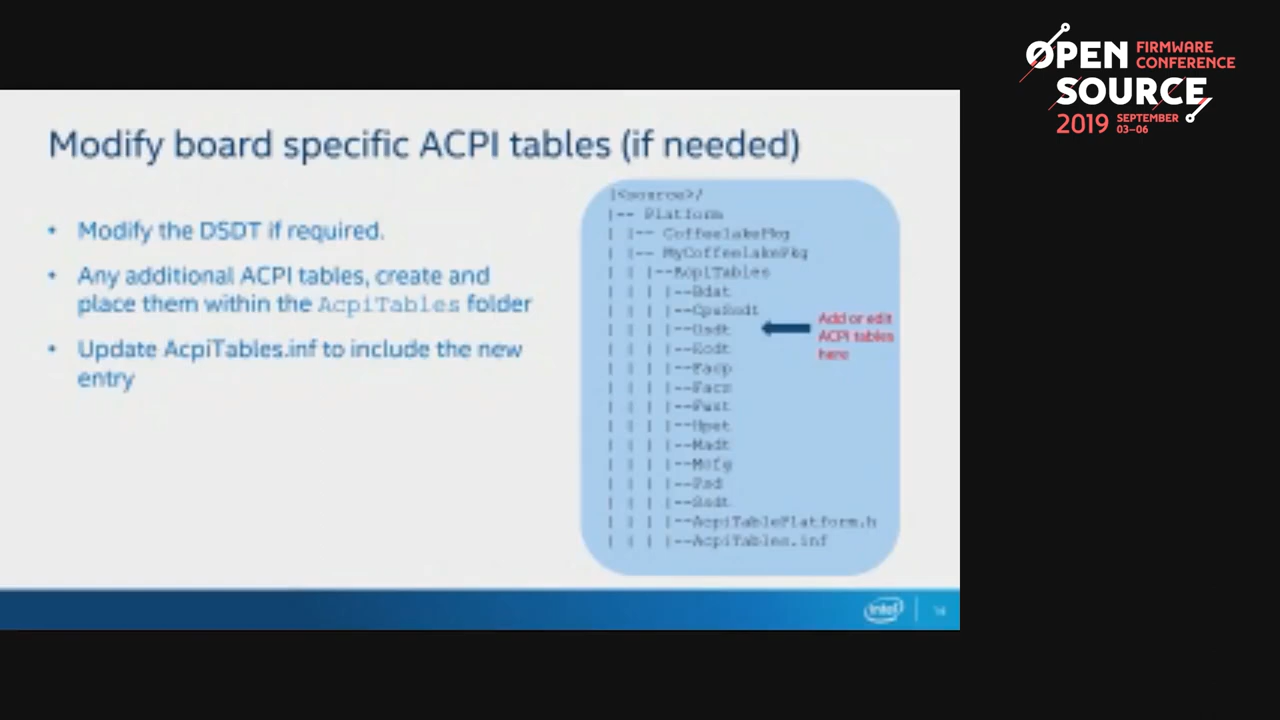 OPEN FIRMWARE
CONFERENCE
SOURCE
2019 SEPTEMBER
03–06
Modify board specific ACPI tables (if needed)
• Modify the DSDT if required.
• Any additional ACPI tables, create and
place them within the AcpiTables folder
• Update AcpiTables.inf to include the new
entry
|<source>/
|-- Platform
| |-- CoffeelakePkg
| |-- MyCoffeelakePkg
| | |--AcpiTables
| | | |--Bdat
| | | |--CpuSsdt
| | | |--Dsdt
| | | |--Facp
| | | |--Facs
| | | |--Hpet
| | | |--Madt
| | | |--Mcfg
| | | |--Ssdt
| | | |--AcpiTablePlatform.h
| | | |--AcpiTables.inf
Add or edit
ACPI tables
here
intel